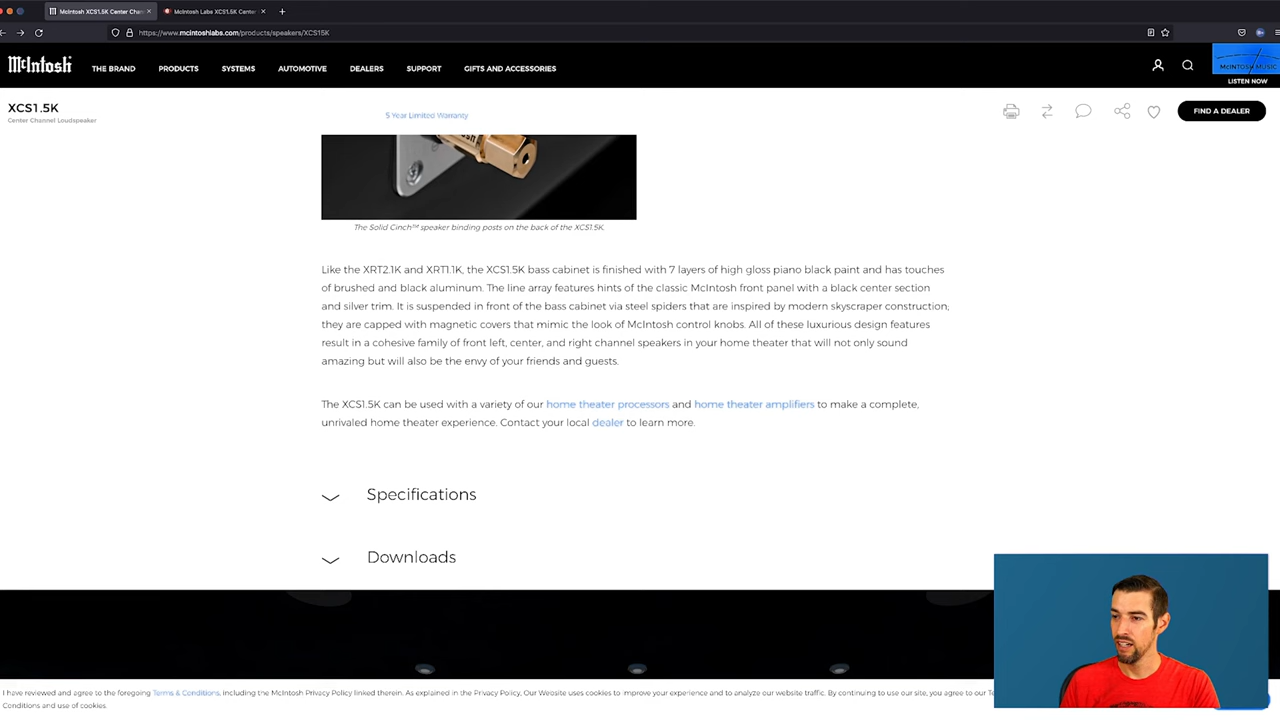 McIntosh XCS1.5K Center Chan
McIntosh Labs XCS1.5K Center
https://www.mcintoshlabs.com/products/speakers/XCS15K
McIntosh
THE BRAND
PRODUCTS
SYSTEMS
AUTOMOTIVE
DEALERS
SUPPORT
GIFTS AND ACCESSORIES
McINTOSH MUSIC
LISTEN NOW
XCS1.5K
Center Channel Loudspeaker
5 Year Limited Warranty
FIND A DEALER
The Solid Cinch™ speaker binding posts on the back of the XCS1.5K.
Like the XRT2.1K and XRT1.1K, the XCS1.5K bass cabinet is finished with 7 layers of high gloss piano black paint and has touches
of brushed and black aluminum. The line array features hints of the classic McIntosh front panel with a black center section
and silver trim. It is suspended in front of the bass cabinet via steel spiders that are inspired by modern skyscraper construction;
they are capped with magnetic covers that mimic the look of McIntosh control knobs. All of these luxurious design features
result in a cohesive family of front left, center, and right channel speakers in your home theater that will not only sound
amazing but will also be the envy of your friends and guests.
The XCS1.5K can be used with a variety of our home theater processors and home theater amplifiers to make a complete,
unrivaled home theater experience. Contact your local dealer to learn more.
Specifications
Downloads
I have reviewed and agree to the foregoing Terms & Conditions, including the McIntosh Privacy Policy linked therein. As explained in the Privacy Policy, Our Website uses cookies to improve your experience and to analyze our website traffic. By continuing to use our site, you agree to our Te
Conditions and use of cookies.